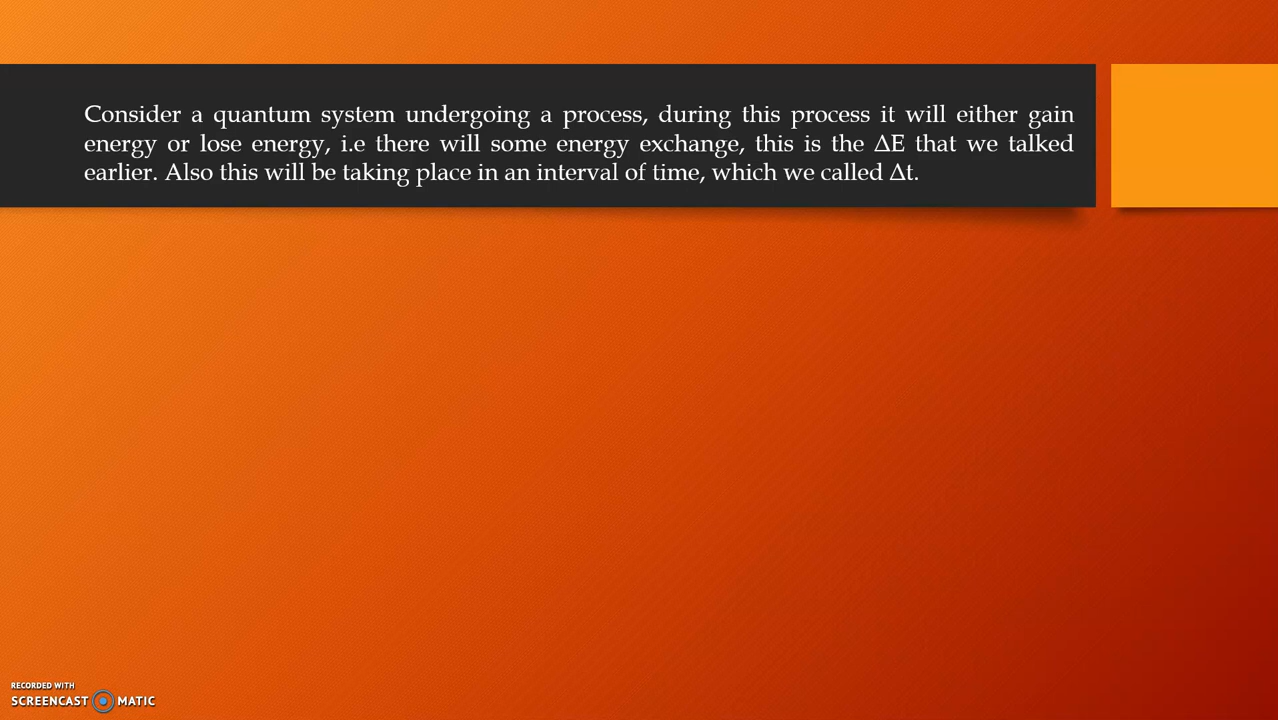 Consider a quantum system undergoing a process, during this process it will either gain
energy or lose energy, i.e there will some energy exchange, this is the ΔE that we talked
earlier. Also this will be taking place in an interval of time, which we called Δt.
RECORDED WITH
SCREENCAST MATIC